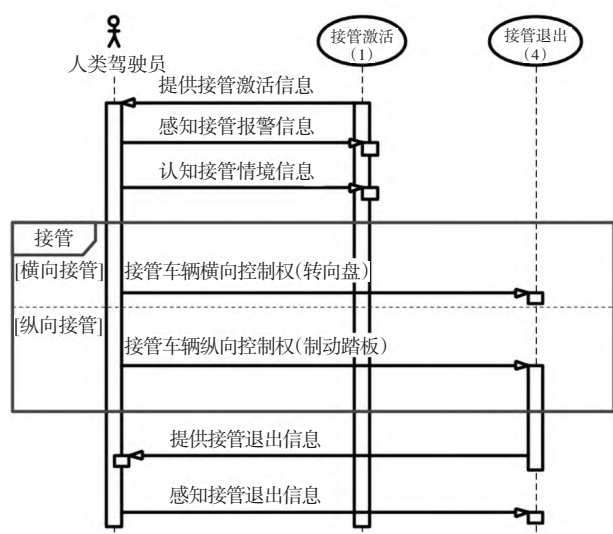 人类驾驶员
接管激活
(1)
接管退出
(4)
提供接管激活信息
感知接管报警信息
认知接管情境信息
接管
[横向接管]
接管车辆横向控制权(转向盘)
[纵向接管]
接管车辆纵向控制权(制动踏板)
提供接管退出信息
感知接管退出信息